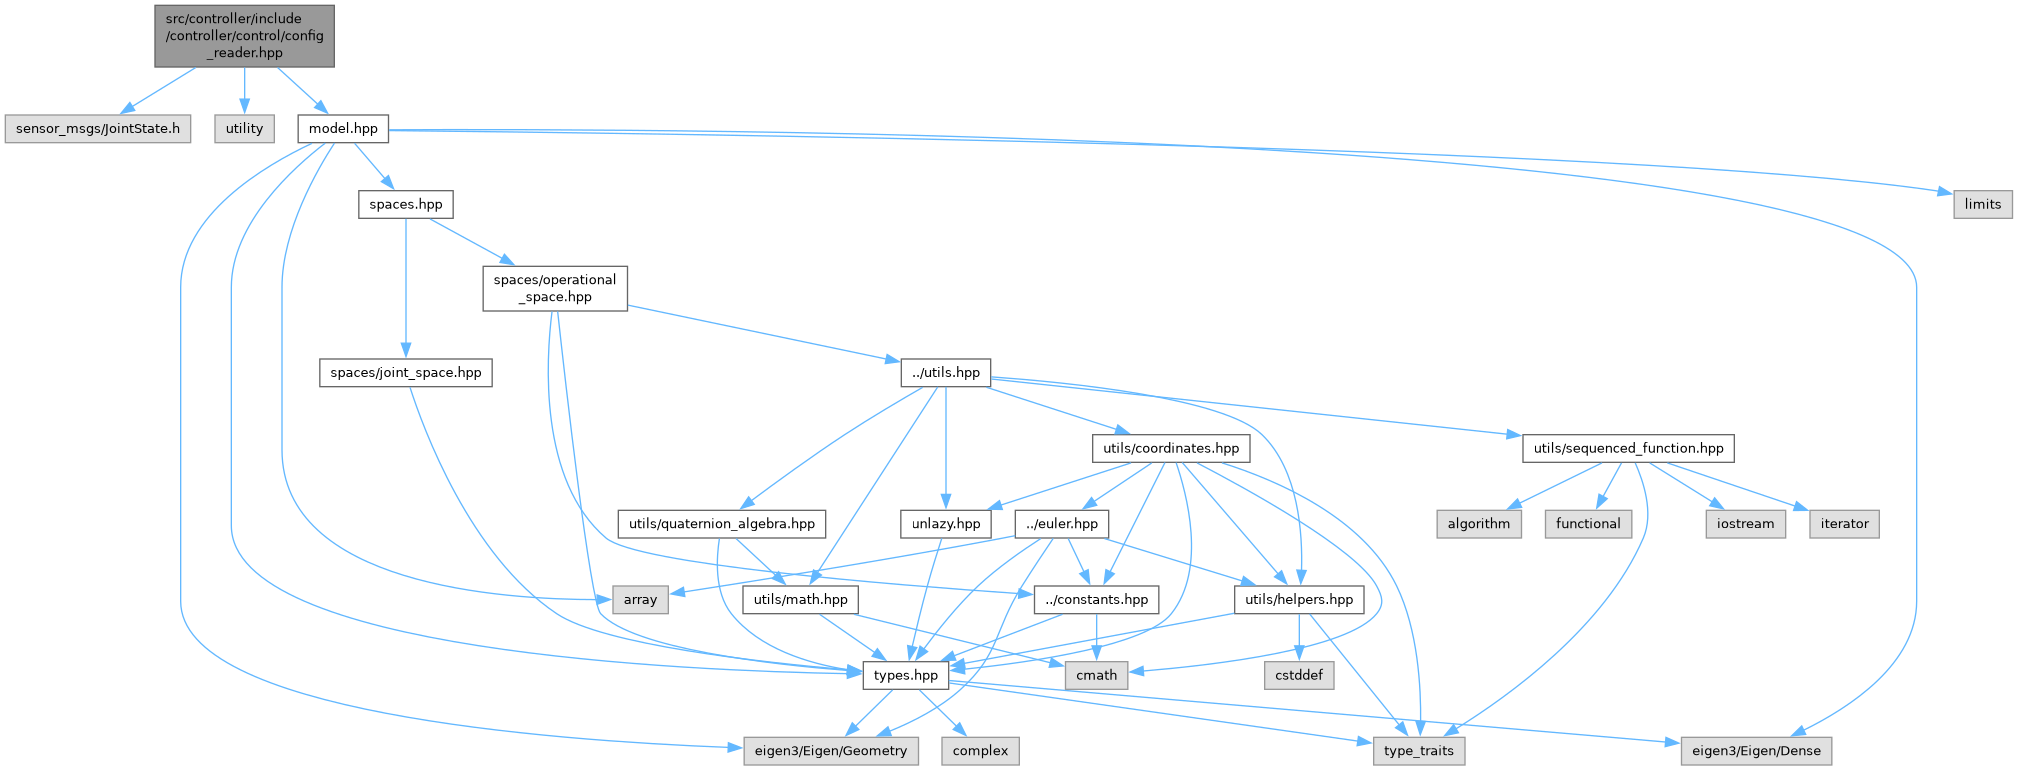 src/controller/include
/controller/control/config
_reader.hpp
sensor_msgs/JointState.h
utility
model.hpp
spaces.hpp
limits
spaces/operational
_space.hpp
spaces/joint_space.hpp
../utils.hpp
utils/coordinates.hpp
utils/sequenced_function.hpp
utils/quaternion_algebra.hpp
unlazy.hpp
../euler.hpp
algorithm
functional
iostream
iterator
array
utils/math.hpp
../constants.hpp
utils/helpers.hpp
types.hpp
cmath
cstddef
eigen3/Eigen/Geometry
complex
type_traits
eigen3/Eigen/Dense